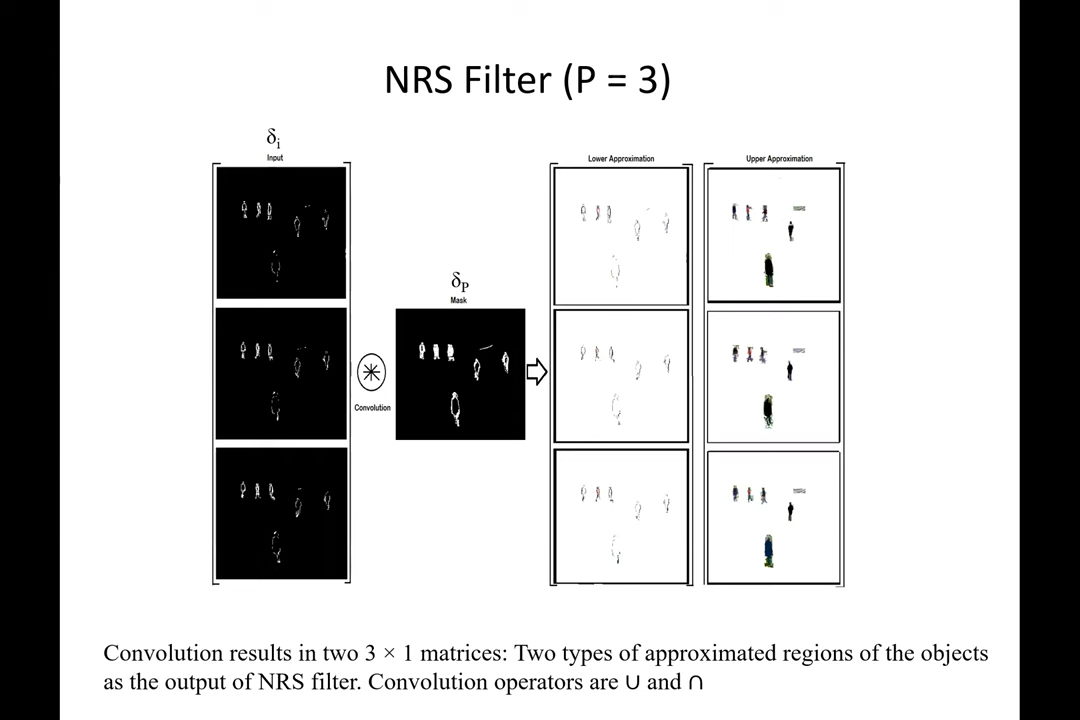 NRS Filter (P = 3)
δi
Input
Lower Approximation
Upper Approximation
δP
Mask
Convolution
Convolution results in two 3 × 1 matrices: Two types of approximated regions of the objects
as the output of NRS filter. Convolution operators are ∪ and ∩